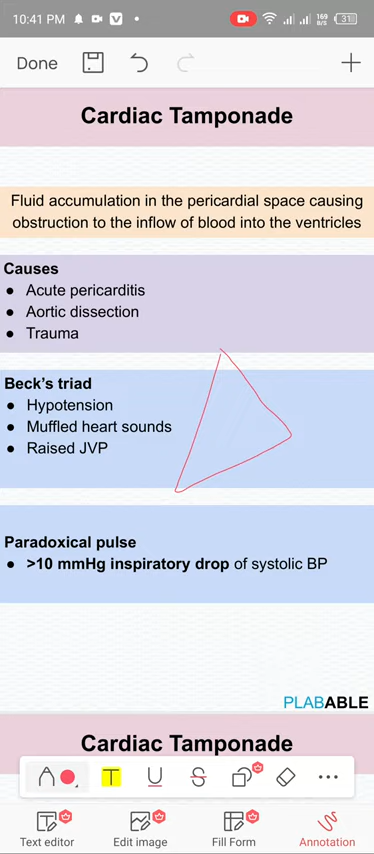 10:41 PM
169 B/S
31
Done
Cardiac Tamponade
Fluid accumulation in the pericardial space causing
obstruction to the inflow of blood into the ventricles
Causes
● Acute pericarditis
● Aortic dissection
● Trauma
Beck's triad
● Hypotension
● Muffled heart sounds
● Raised JVP
Paradoxical pulse
● >10 mmHg inspiratory drop of systolic BP
PLABABLE
Cardiac Tamponade
T U S
Text editor Edit image Fill Form Annotation